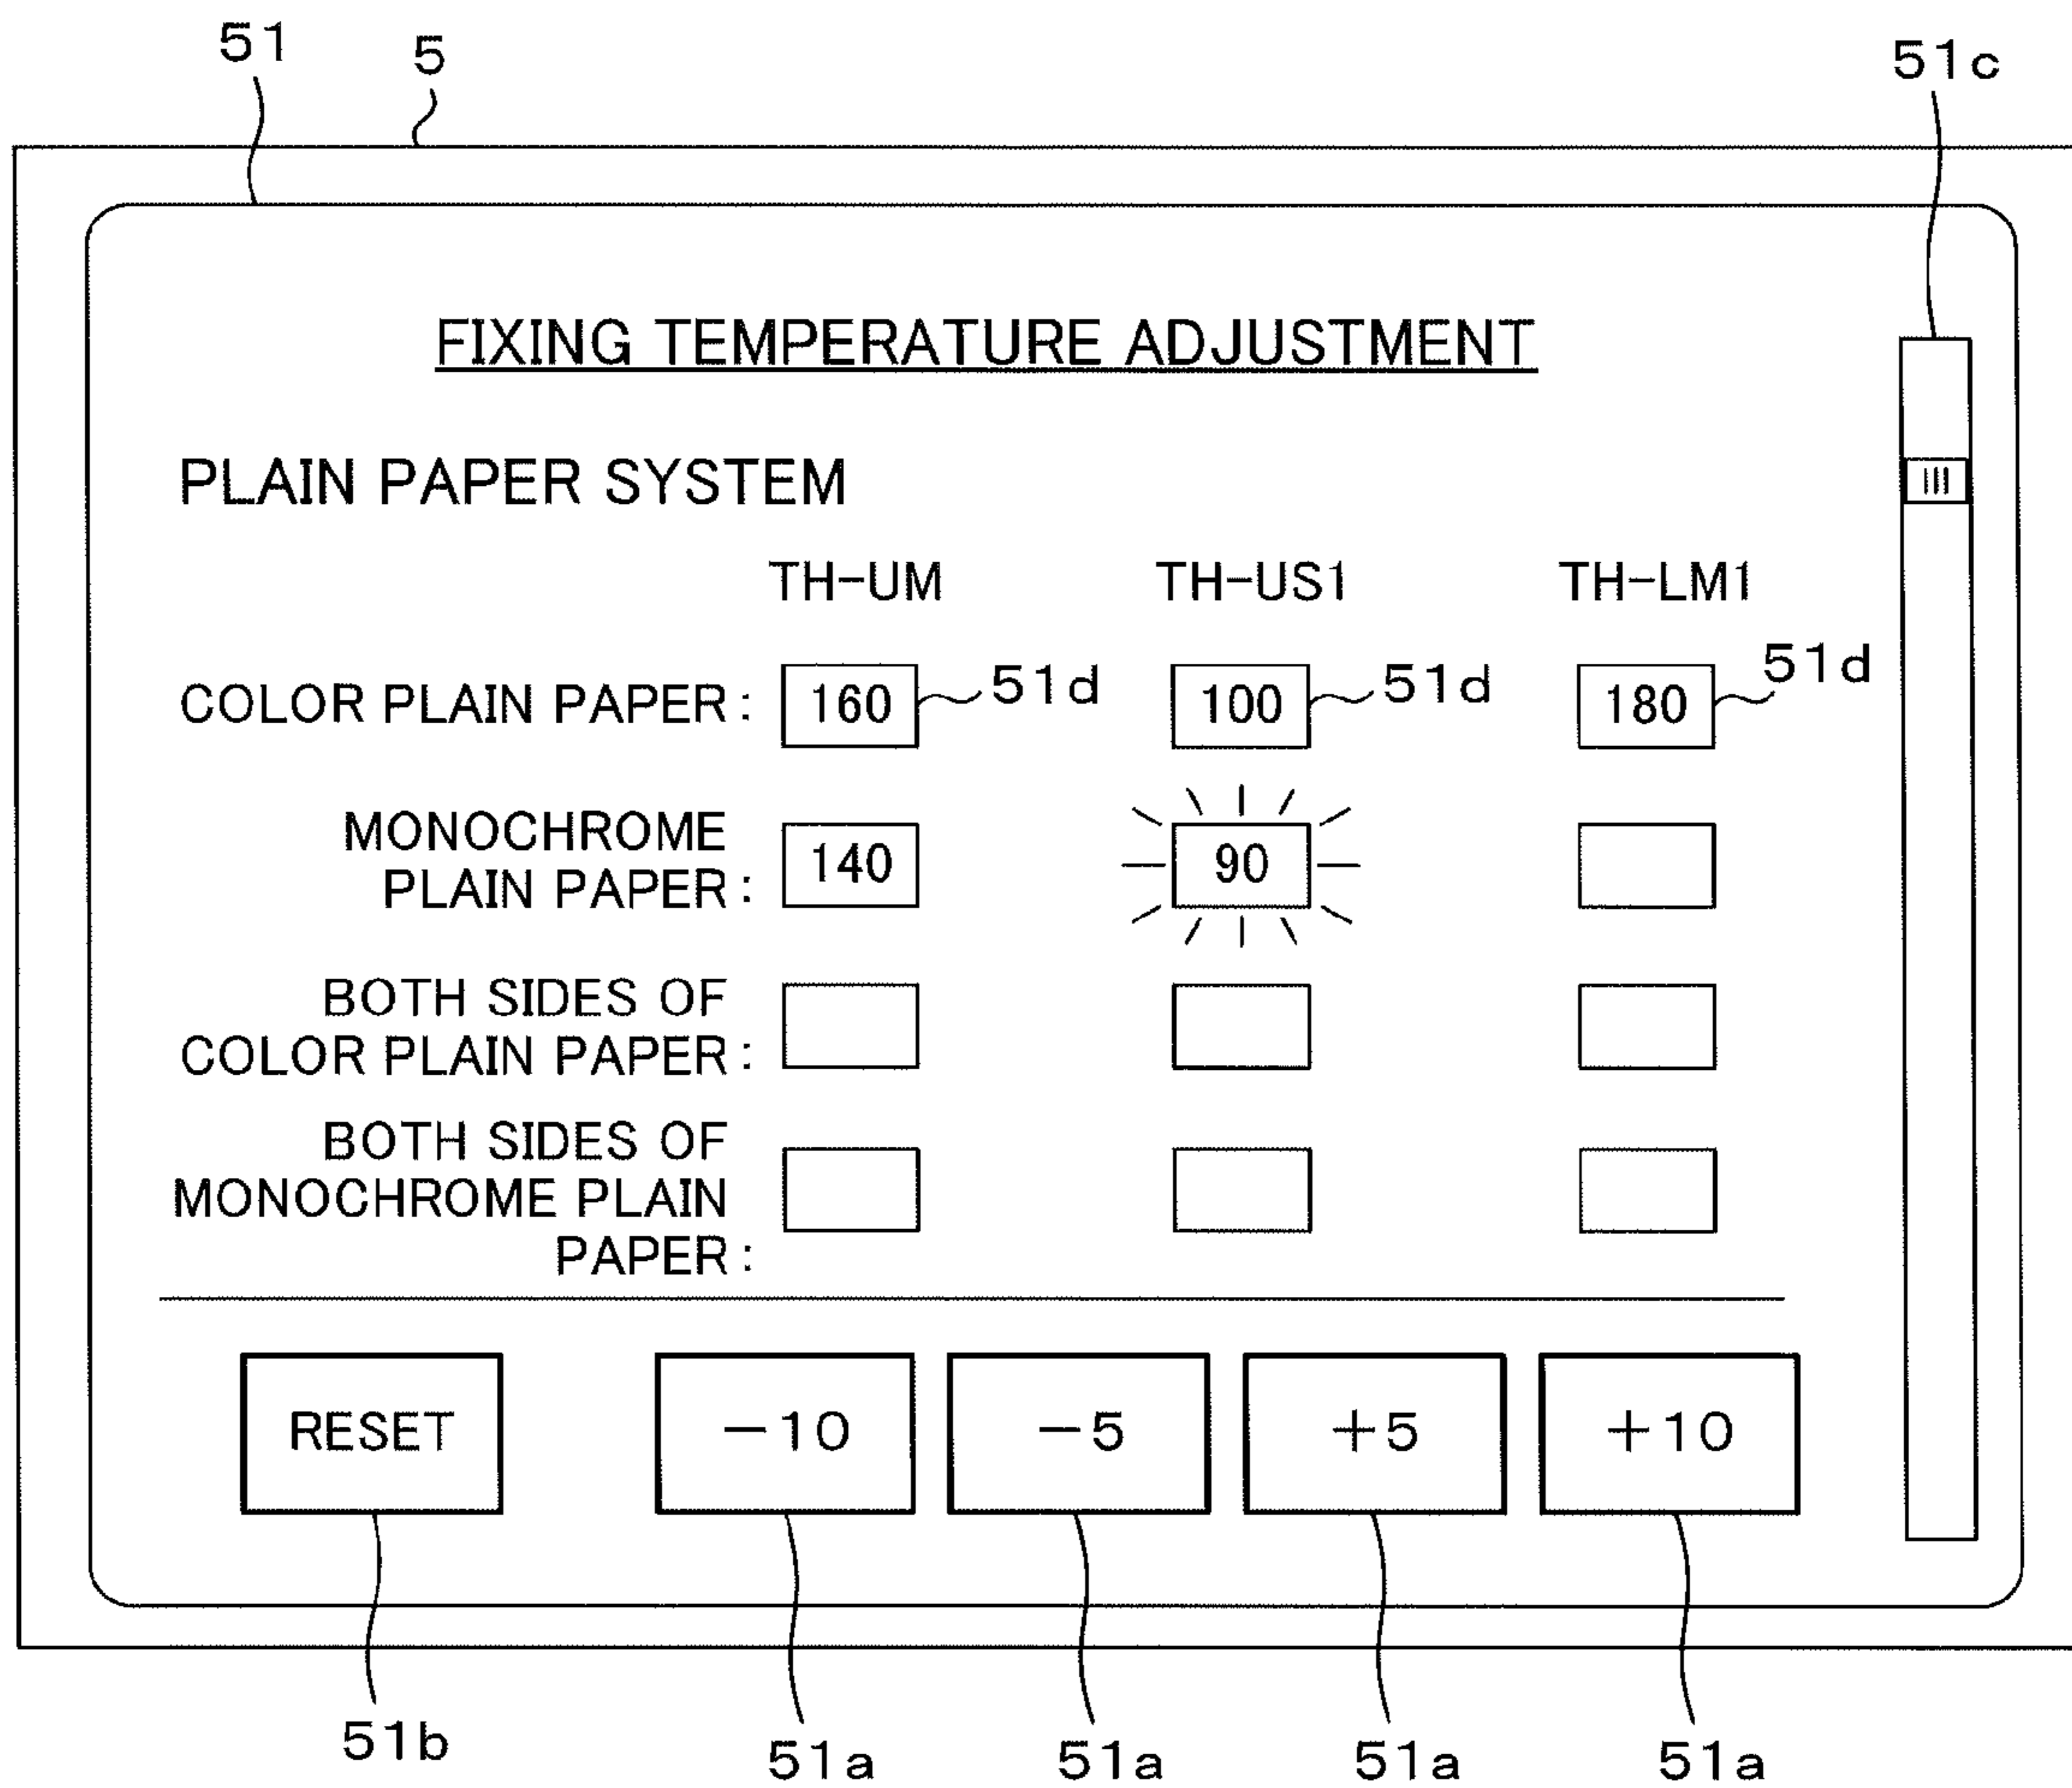 51 5 51c
FIXING TEMPERATURE ADJUSTMENT
PLAIN PAPER SYSTEM
TH-UM TH-US1 TH-LM1
COLOR PLAIN PAPER: 160 51d 100 51d 180 51d
MONOCHROME
PLAIN PAPER: 140 90
BOTH SIDES OF
COLOR PLAIN PAPER:
BOTH SIDES OF
MONOCHROME PLAIN
PAPER:
RESET -10 -5 +5 +10
51b 51a 51a 51a 51a